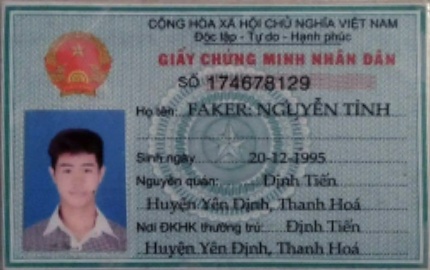 CỘNG HÒA XÃ HỘI CHỦ NGHĨA VIỆT NAM
Độc lập - Tự do - Hạnh phúc
GIẤY CHỨNG MINH NHÂN DÂN
SỐ 174678129
Họ tên: FAKER: NGUYỄN TÌNH
Sinh ngày 20-12-1995
Nguyên quán: Định Tiến
Huyện Yên Định, Thanh Hoá
Nơi ĐKHK thường trú: Định Tiến
Huyện Yên Định, Thanh Hoá